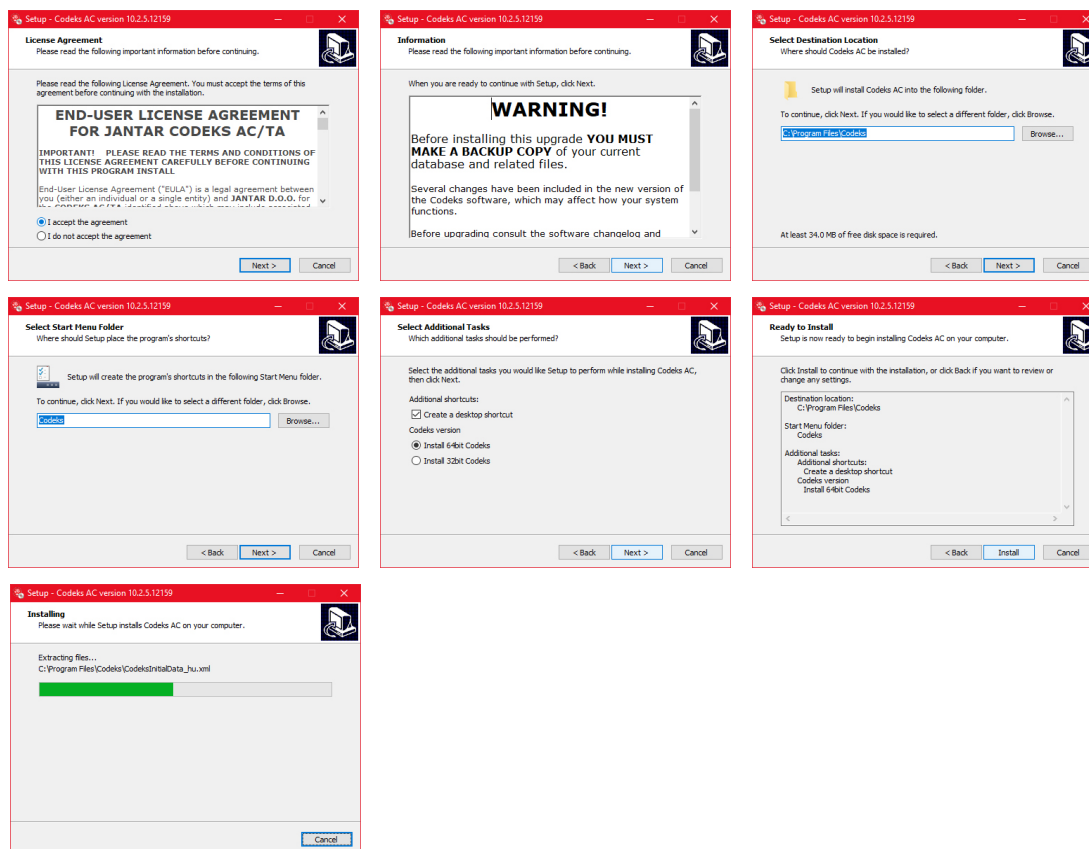 Setup - Codeks AC version 10.2.5.12159
License Agreement
Please read the following important information before continuing.
Please read the following License Agreement. You must accept the terms of this
agreement before continuing with the installation.
END-USER LICENSE AGREEMENT
FOR JANTAR CODEKS AC/TA
IMPORTANT! PLEASE READ THE TERMS AND CONDITIONS OF
THIS LICENSE AGREEMENT CAREFULLY BEFORE CONTINUING
WITH THIS PROGRAM INSTALL
End-User License Agreement ("EULA") is a legal agreement between
you (either an individual or a single entity) and JANTAR D.O.O. for
I accept the agreement
I do not accept the agreement
Next >
Cancel
Setup - Codeks AC version 10.2.5.12159
Information
Please read the following important information before continuing.
When you are ready to continue with Setup, click Next.
WARNING!
Before installing this upgrade YOU MUST
MAKE A BACKUP COPY of your current
database and related files.
Several changes have been included in the new version of
the Codeks software, which may affect how your system
functions.
Before upgrading consult the software changelog and
< Back
Next >
Cancel
Setup - Codeks AC version 10.2.5.12159
Select Destination Location
Where should Codeks AC be installed?
Setup will install Codeks AC into the following folder.
To continue, click Next. If you would like to select a different folder, click Browse.
C:\Program Files\Codeks
Browse...
At least 34.0 MB of free disk space is required.
< Back
Next >
Cancel
Setup - Codeks AC version 10.2.5.12159
Select Start Menu Folder
Where should Setup place the program's shortcuts?
Setup will create the program's shortcuts in the following Start Menu folder.
To continue, click Next. If you would like to select a different folder, click Browse.
Codeks
Browse...
< Back
Next >
Cancel
Setup - Codeks AC version 10.2.5.12159
Select Additional Tasks
Which additional tasks should be performed?
Select the additional tasks you would like Setup to perform while installing Codeks AC,
then click Next.
Additional shortcuts:
Create a desktop shortcut
Codeks version
Install 64bit Codeks
Install 32bit Codeks
< Back
Next >
Cancel
Setup - Codeks AC version 10.2.5.12159
Ready to Install
Setup is now ready to begin installing Codeks AC on your computer.
Click Install to continue with the installation, or click Back if you want to review or
change any settings.
Destination location:
C:\Program Files\Codeks
Start Menu folder:
Codeks
Additional tasks:
Additional shortcuts:
Create a desktop shortcut
Codeks version
Install 64bit Codeks
< Back
Install
Cancel
Setup - Codeks AC version 10.2.5.12159
Installing
Please wait while Setup installs Codeks AC on your computer.
Extracting files...
C:\Program Files\Codeks\CodeksInitialData_hu.xml
Cancel